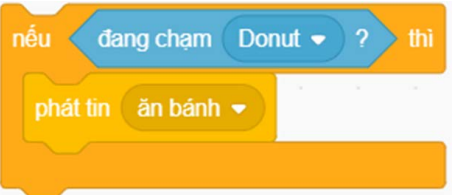 nếu đang chạm Donut ? thì
phát tin ăn bánh